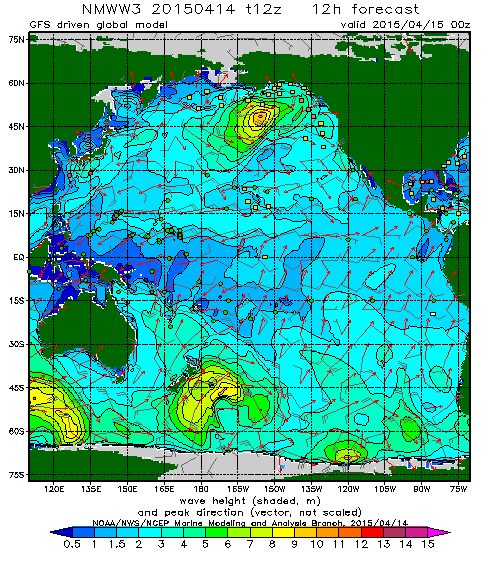 NMWW3 20150414 t12z 12h forecast
GFS driven global model valid 2015/04/15 00z
75N
60N
45N
30N
15N
EQ
15S
30S
45S
60S
75S
120E 135E 150E 165E 180 165W 150W 135W 120W 105W 90W 75W
wave height (shaded, m)
and peak direction (vector, not scaled)
NOAA/NWS/NCEP Marine Modeling and Analysis Branch, 2015/04/14
0.5 1 1.5 2 3 4 5 6 7 8 9 10 11 12 13 14 15